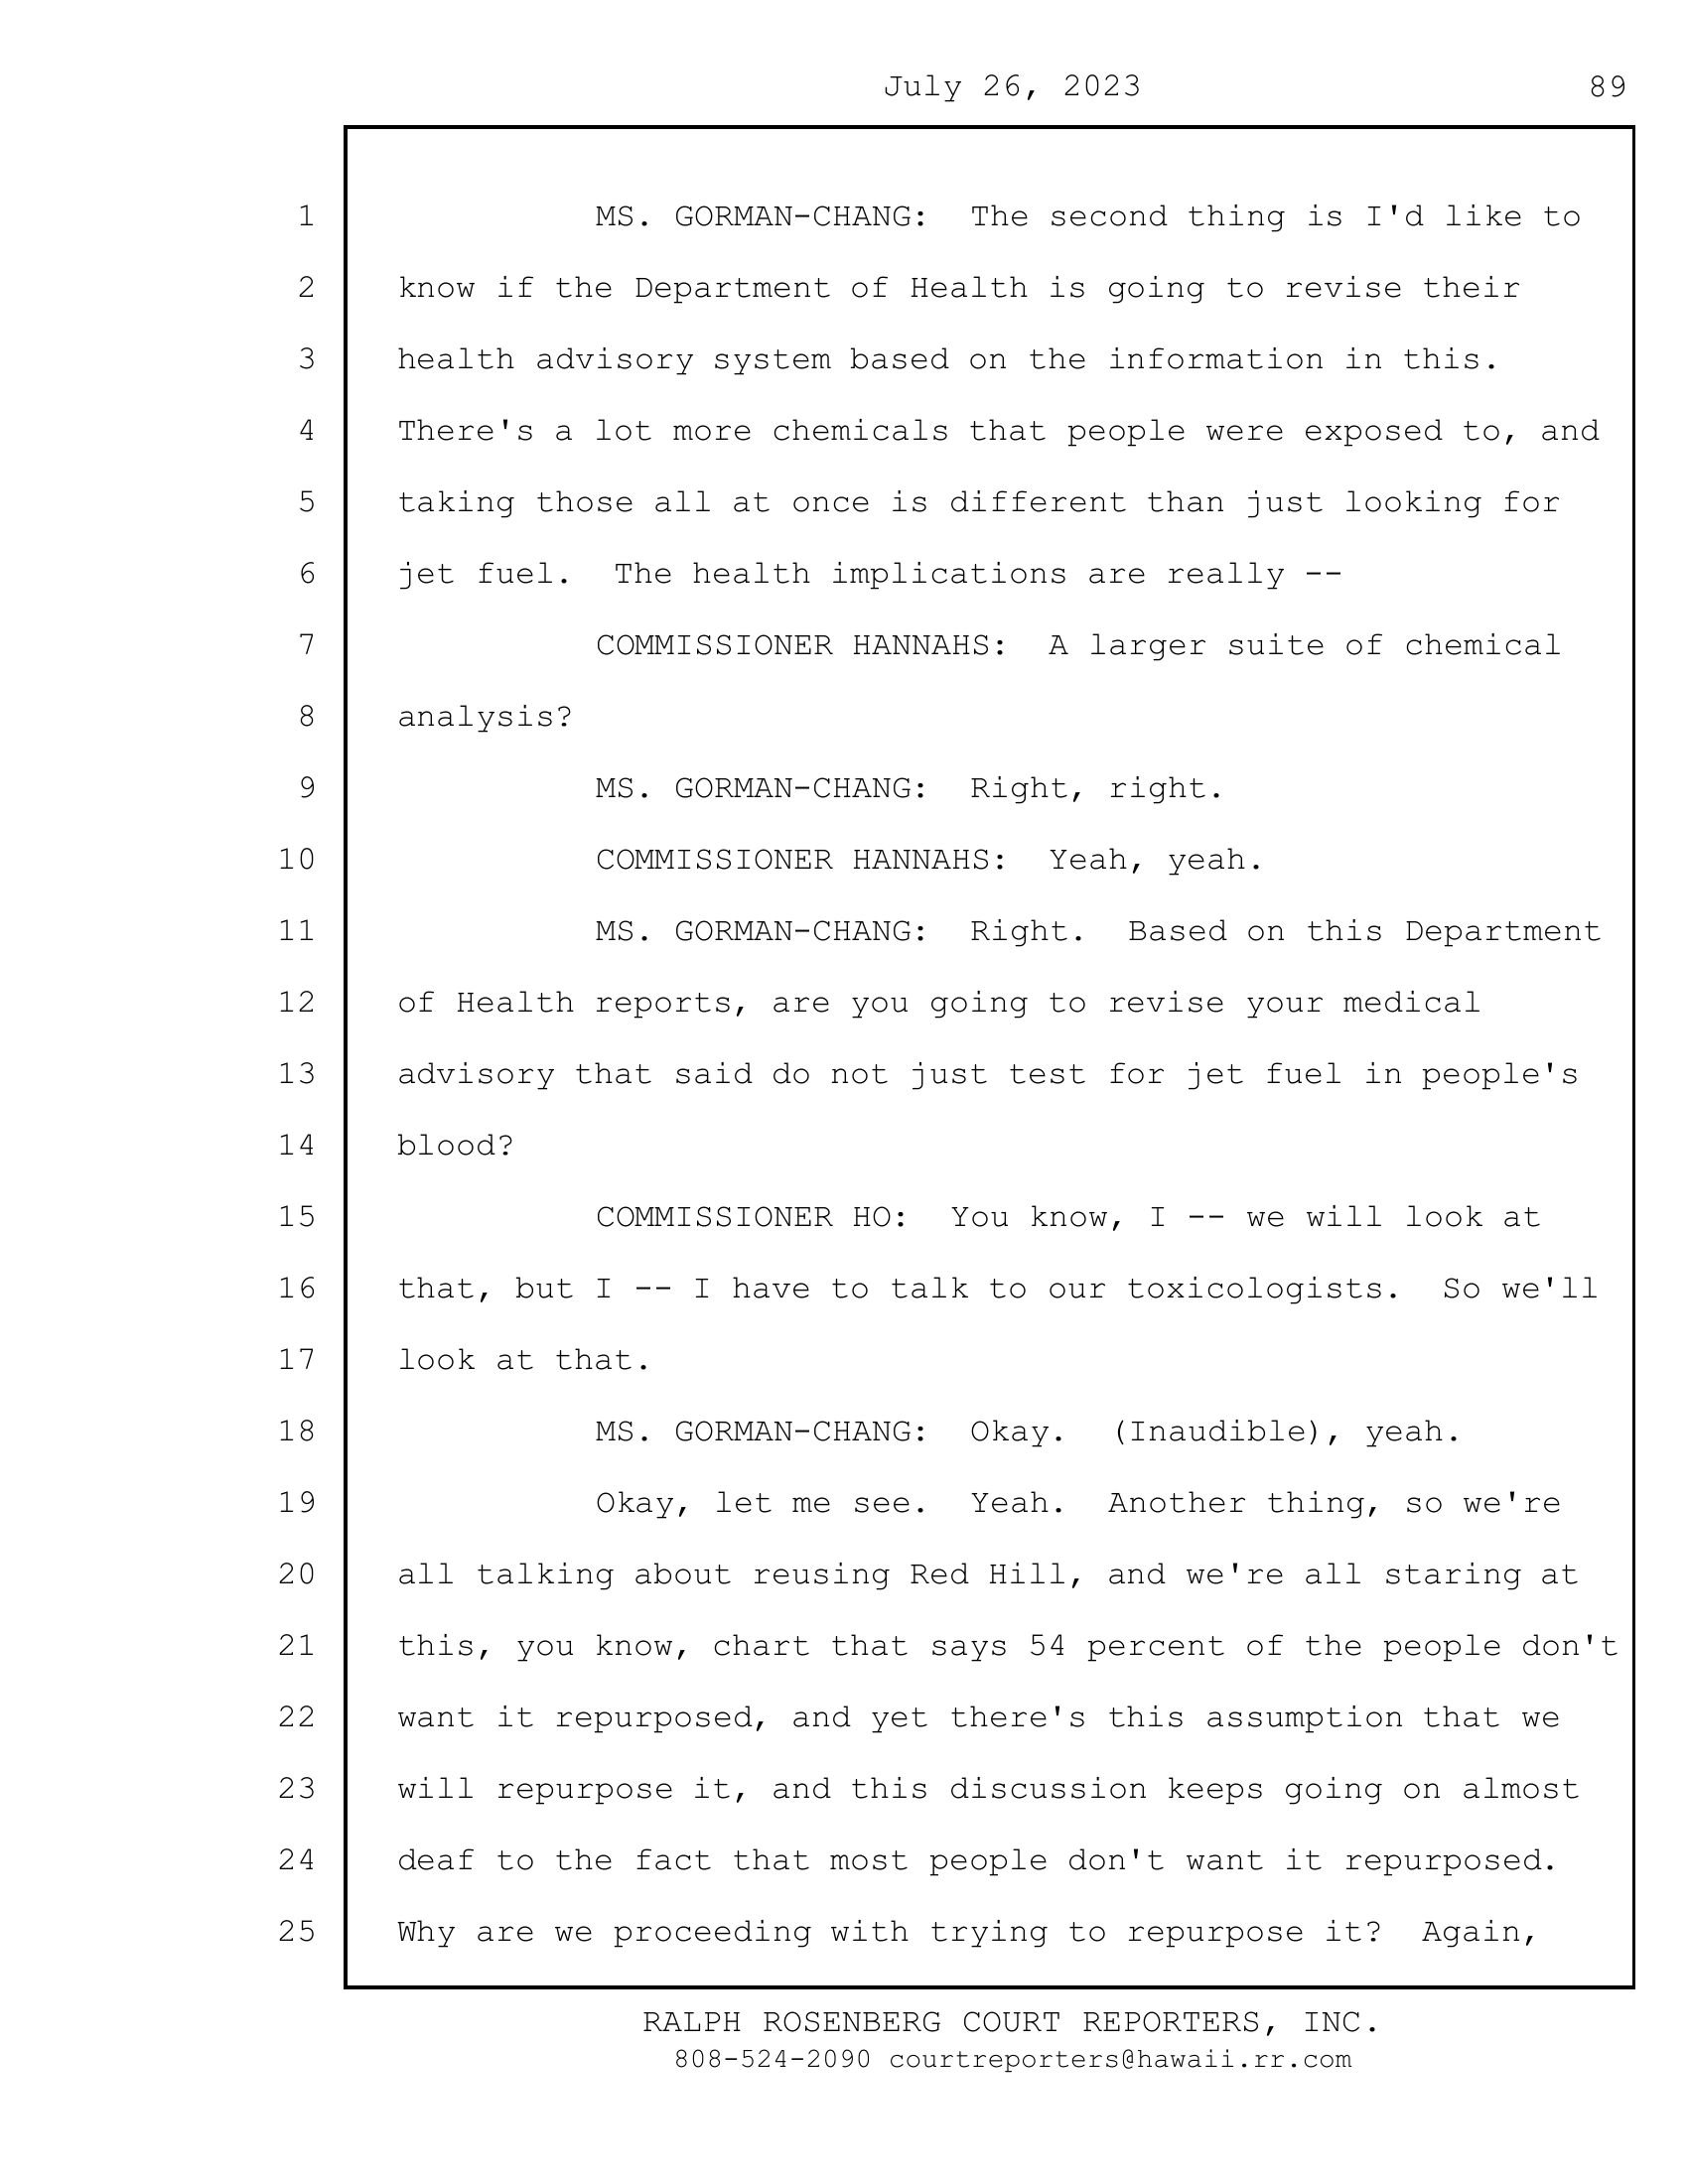 July 26, 2023 89
1 MS. GORMAN-CHANG:  The second thing is I'd like to
2 know if the Department of Health is going to revise their
3 health advisory system based on the information in this.
4 There's a lot more chemicals that people were exposed to, and
5 taking those all at once is different than just looking for
6 jet fuel.  The health implications are really --
7 COMMISSIONER HANNAHS:  A larger suite of chemical
8 analysis?
9 MS. GORMAN-CHANG:  Right, right.
10 COMMISSIONER HANNAHS:  Yeah, yeah.
11 MS. GORMAN-CHANG:  Right.  Based on this Department
12 of Health reports, are you going to revise your medical
13 advisory that said do not just test for jet fuel in people's
14 blood?
15 COMMISSIONER HO:  You know, I -- we will look at
16 that, but I -- I have to talk to our toxicologists.  So we'll
17 look at that.
18 MS. GORMAN-CHANG:  Okay.  (Inaudible), yeah.
19 Okay, let me see.  Yeah.  Another thing, so we're
20 all talking about reusing Red Hill, and we're all staring at
21 this, you know, chart that says 54 percent of the people don't
22 want it repurposed, and yet there's this assumption that we
23 will repurpose it, and this discussion keeps going on almost
24 deaf to the fact that most people don't want it repurposed.
25 Why are we proceeding with trying to repurpose it?  Again,
RALPH ROSENBERG COURT REPORTERS, INC.
808-524-2090 courtreporters@hawaii.rr.com